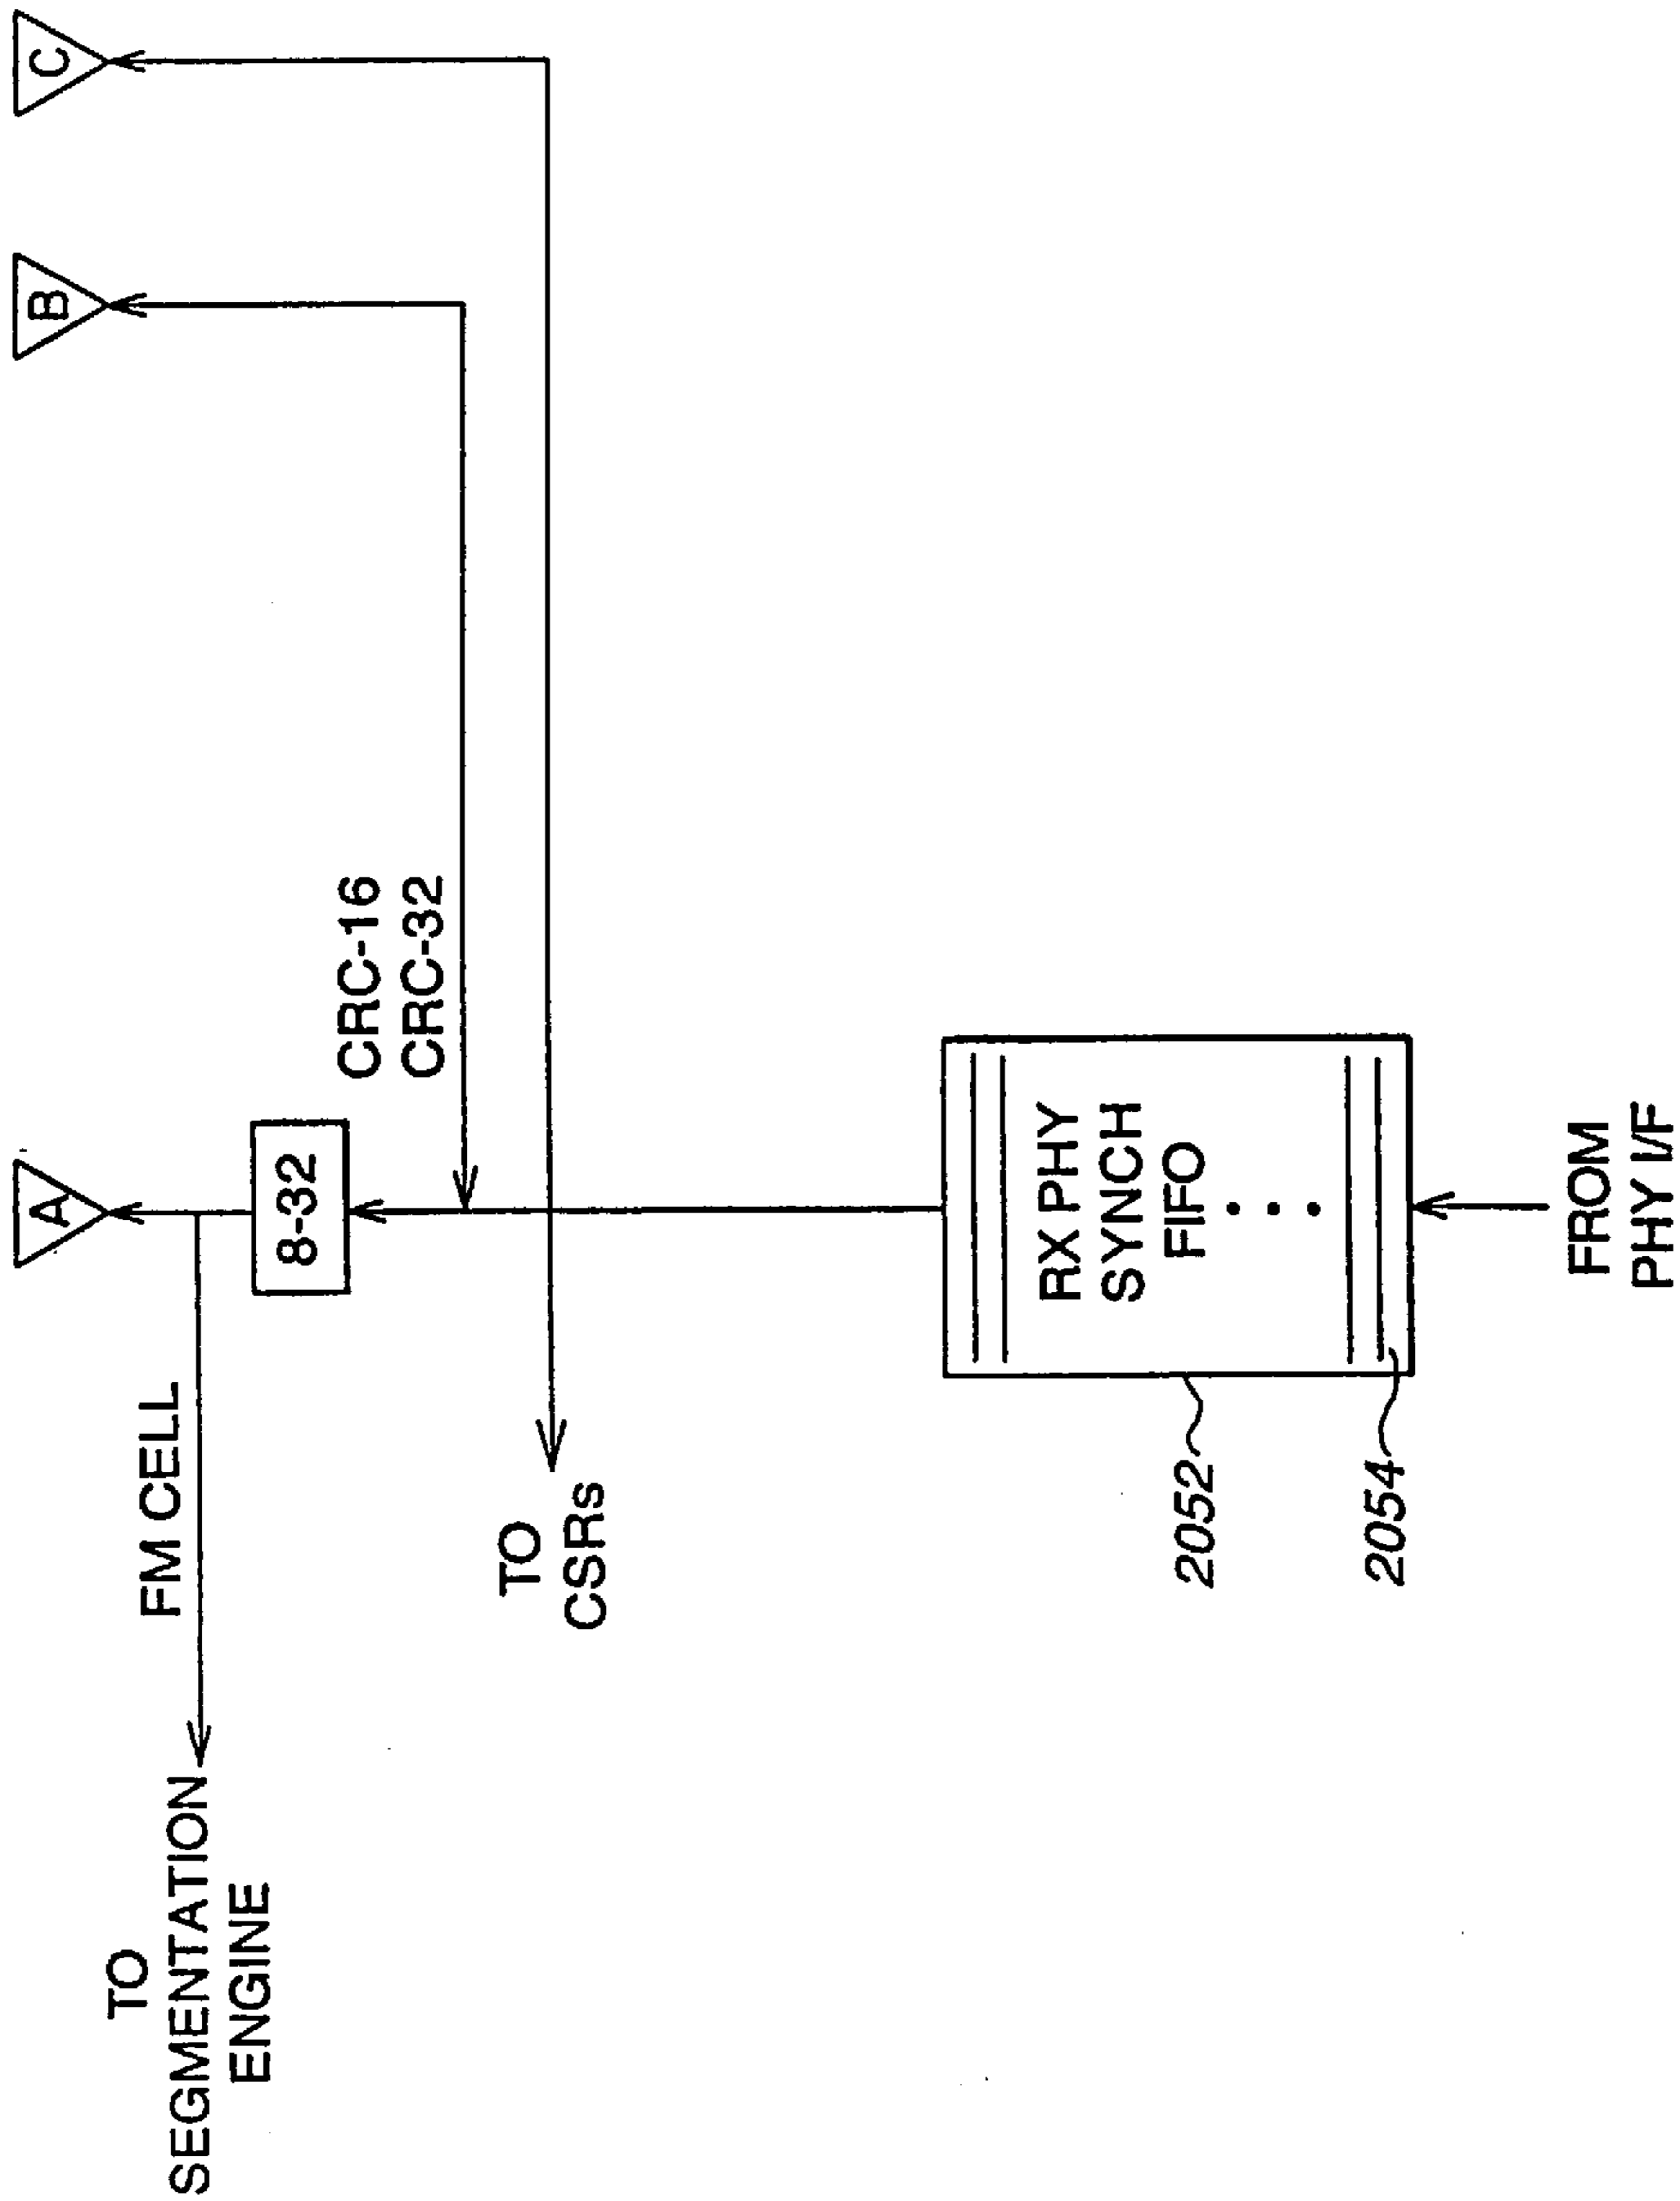 A
B
C
FM CELL
TO
SEGMENTATION
ENGINE
8-32
CRC-16
CRC-32
TO
CSRs
RX PHY
SYNCH
FIFO
2052
2054
FROM
PHY I/F